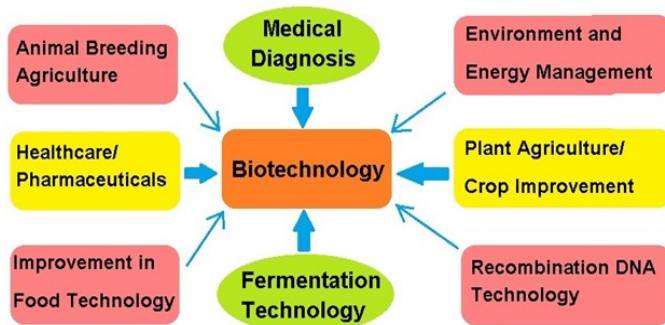 Animal Breeding
Agriculture
Medical
Diagnosis
Environment and
Energy Management
Healthcare/
Pharmaceuticals
Biotechnology
Plant Agriculture/
Crop Improvement
Improvement in
Food Technology
Fermentation
Technology
Recombination DNA
Technology